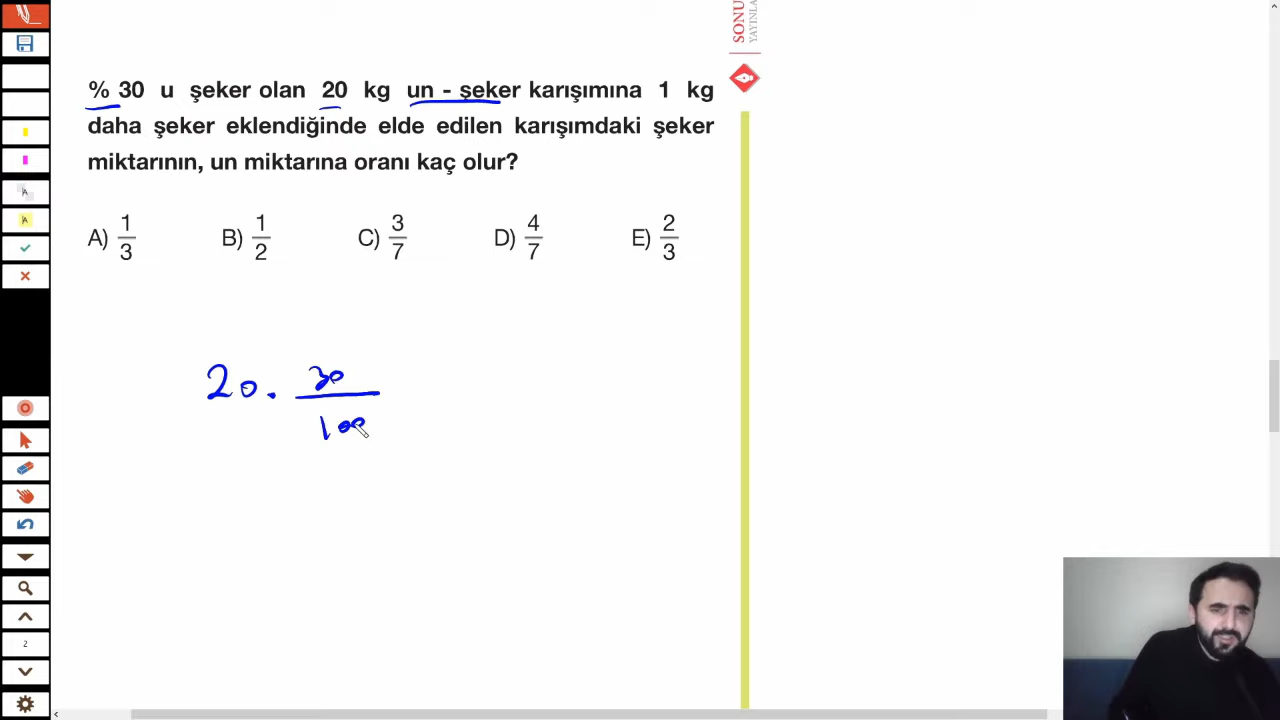 SONU
YAYINLA
% 30 u şeker olan 20 kg un - şeker karışımına 1 kg
daha şeker eklendiğinde elde edilen karışımdaki şeker
miktarının, un miktarına oranı kaç olur?
A) 1/3 B) 1/2 C) 3/7 D) 4/7 E) 2/3
20 . 30/100
A
A
2